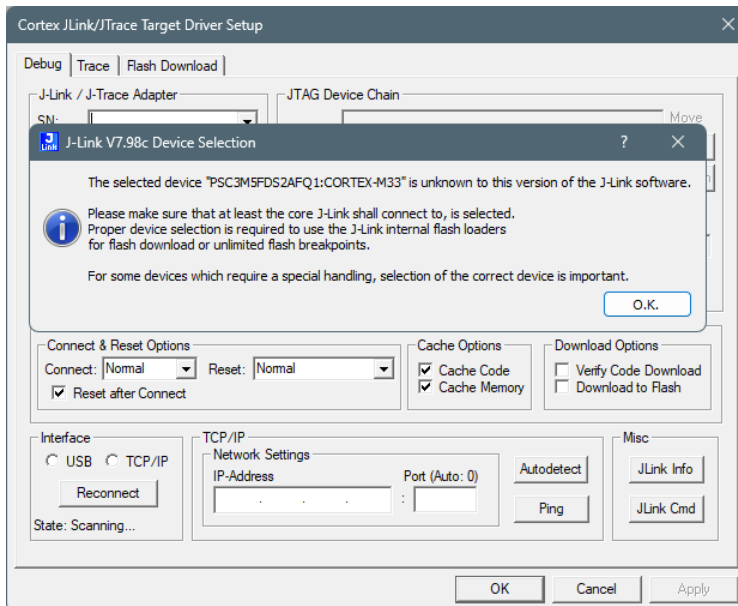 Cortex JLink/JTrace Target Driver Setup
Debug
Trace
Flash Download
J-Link / J-Trace Adapter
SN:
JTAG Device Chain
Move
J-Link V7.98c Device Selection
?
The selected device "PSC3M5FDS2AFQ1:CORTEX-M33" is unknown to this version of the J-Link software.
Please make sure that at least the core J-Link shall connect to, is selected.
Proper device selection is required to use the J-Link internal flash loaders
for flash download or unlimited flash breakpoints.
For some devices which require a special handling, selection of the correct device is important.
O.K.
Connect & Reset Options
Connect: Normal
Reset: Normal
Reset after Connect
Cache Options
Cache Code
Cache Memory
Download Options
Verify Code Download
Download to Flash
Interface
USB
TCP/IP
Reconnect
State: Scanning...
TCP/IP
Network Settings
IP-Address
Port (Auto: 0)
. . . :
Autodetect
Ping
Misc
JLink Info
JLink Cmd
OK
Cancel
Apply